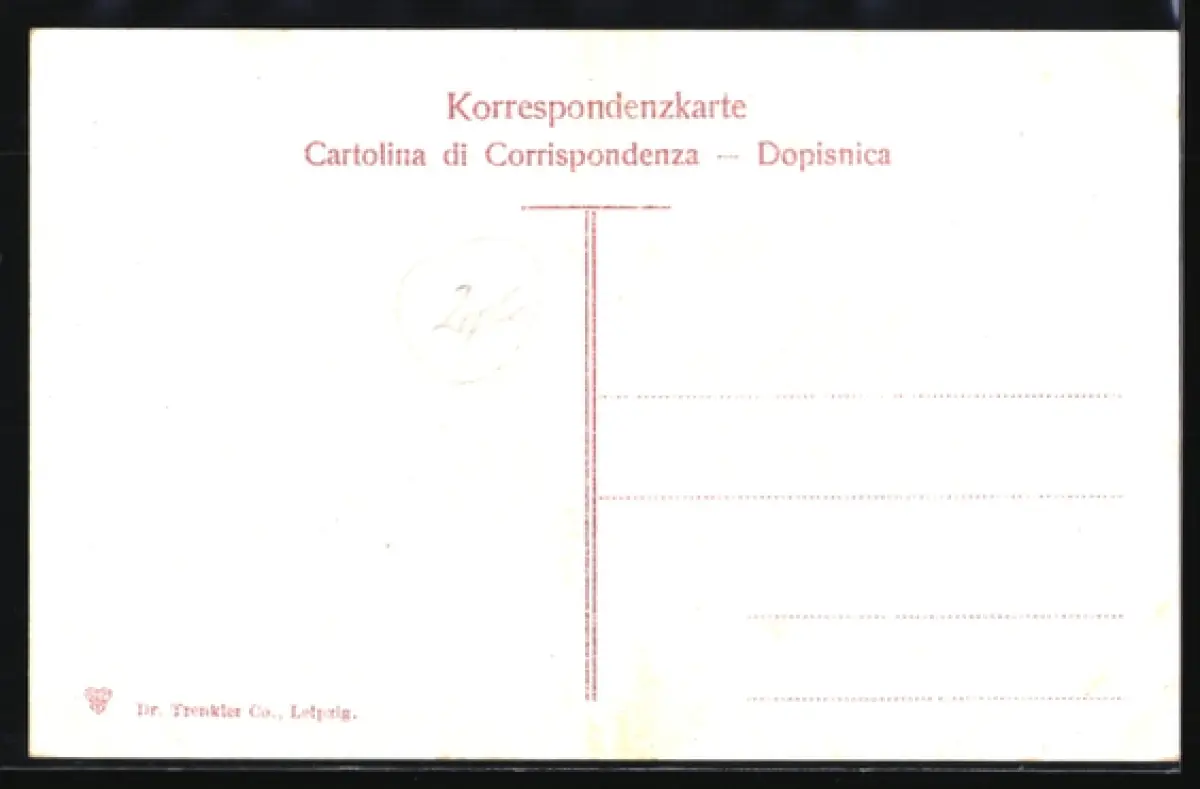 Korrespondenzkarte
Cartolina di Corrispondenza — Dopisnica
Dr. Trenkler Co., Leipzig.